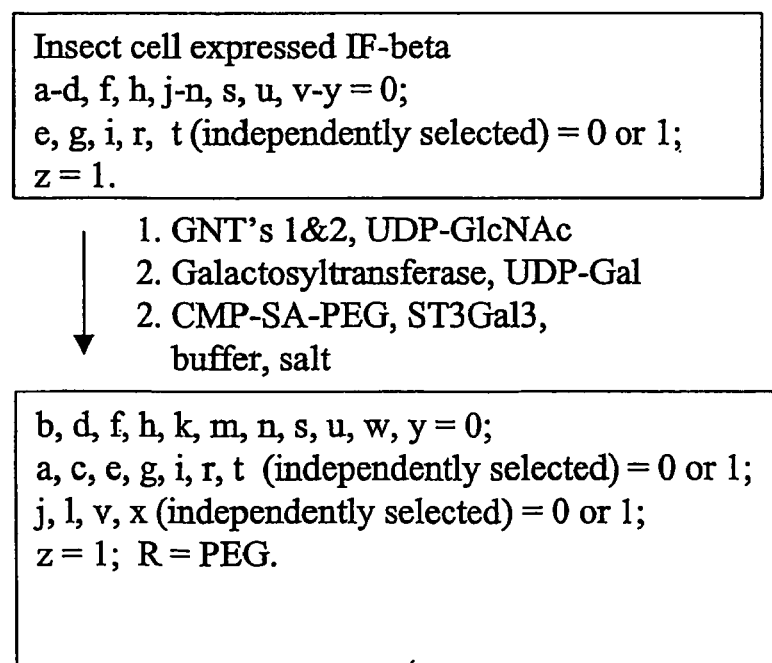 Insect cell expressed IF-beta
a-d, f, h, j-n, s, u, v-y = 0;
e, g, i, r, t (independently selected) = 0 or 1;
z = 1.
1. GNT's 1&2, UDP-GlcNAc
2. Galactosyltransferase, UDP-Gal
2. CMP-SA-PEG, ST3Gal3,
buffer, salt
b, d, f, h, k, m, n, s, u, w, y = 0;
a, c, e, g, i, r, t (independently selected) = 0 or 1;
j, l, v, x (independently selected) = 0 or 1;
z = 1; R = PEG.